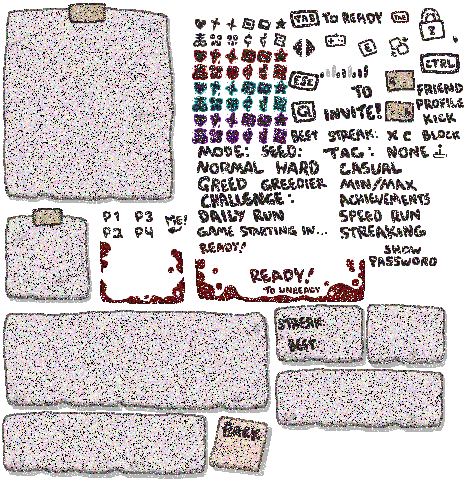 TAB TO READY TAB
?
E
CTRL
ESC
TO
INVITE!
G
FRIEND
PROFILE
KICK
BLOCK
BEST STREAK: X C
MODE: SEED: TAG: NONE
NORMAL HARD CASUAL
GREED GREEDIER MIN/MAX
CHALLENGE: ACHIEVEMENTS
DAILY RUN SPEED RUN
GAME STARTING IN... STREAKING
P1 P3 ME!
P2 P4
READY!
SHOW
PASSWORD
READY!
TO UNREADY
STREAK
BEST
BACK